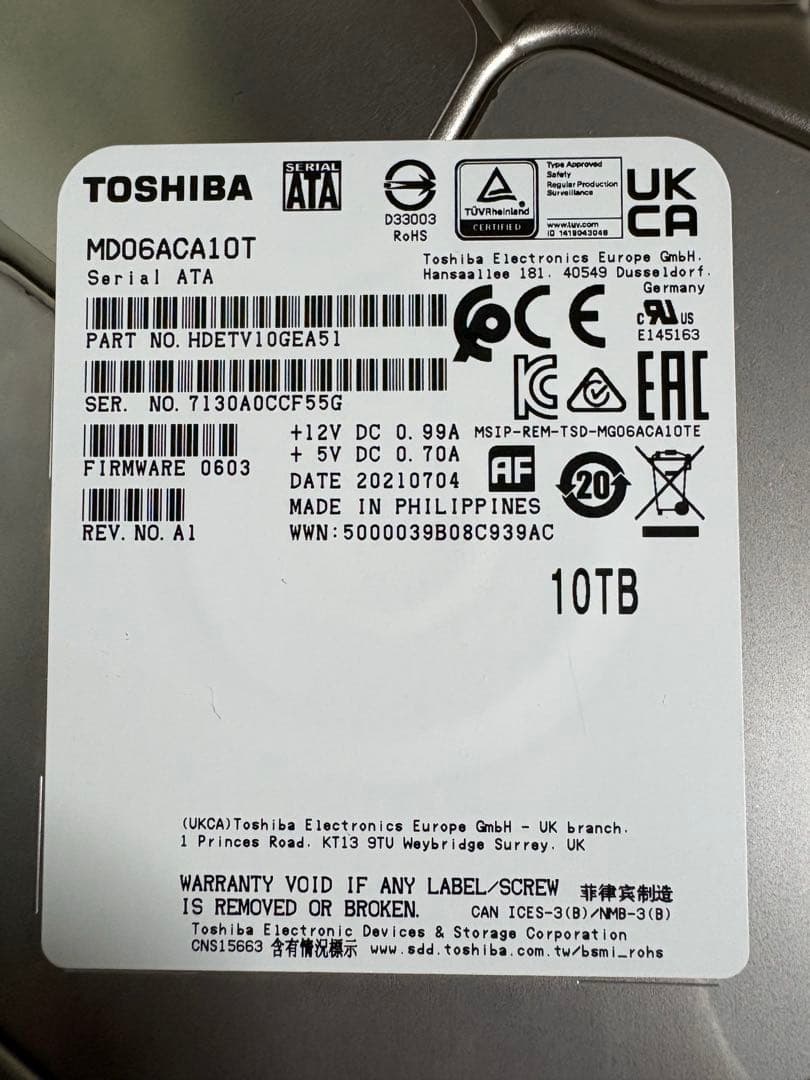 TOSHIBA
SERIAL
ATA
D33003
RoHS
TÜVRheinland
CERTIFIED
Type Approved
Safety
Regular Production
Surveillance
www.tuv.com
ID 1419043048
UK
CA
MD06ACA10T
Serial ATA
Toshiba Electronics Europe GmbH.
Hansaallee 181. 40549 Dusseldorf.
Germany
PART NO. HDETV10GEA51
CE
c RU US
E145163
SER. NO. 7130A0CCF55G
KC
EAC
MSIP-REM-TSD-MG06ACA10TE
FIRMWARE 0603
+12V DC 0.99A
+ 5V DC 0.70A
DATE 20210704
AF
20
MADE IN PHILIPPINES
REV. NO. A1
WWN:5000039B08C939AC
10TB
(UKCA)Toshiba Electronics Europe GmbH - UK branch.
1 Princes Road. KT13 9TU Weybridge Surrey. UK
WARRANTY VOID IF ANY LABEL/SCREW
IS REMOVED OR BROKEN.
菲律宾制造
CAN ICES-3(B)/NMB-3(B)
Toshiba Electronic Devices & Storage Corporation
CNS15663 含有情況標示 www.sdd.toshiba.com.tw/bsmi_rohs